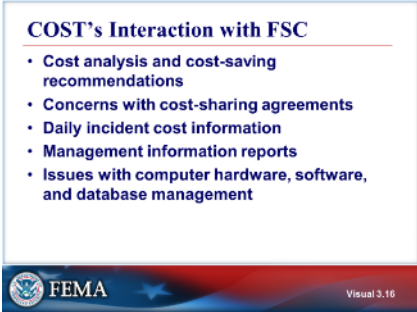 COST's Interaction with FSC
• Cost analysis and cost-saving
recommendations
• Concerns with cost-sharing agreements
• Daily incident cost information
• Management information reports
• Issues with computer hardware, software,
and database management
FEMA
Visual 3.16